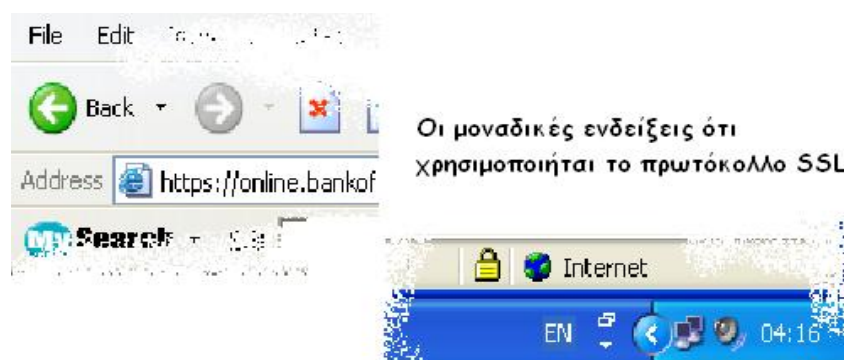 File Edit
Back
Address https://online.bankof
MySearch
Οι μοναδικές ενδείξεις ότι
χρησιμοποιήται το πρωτόκολλο SSL
Internet
EN 04:16